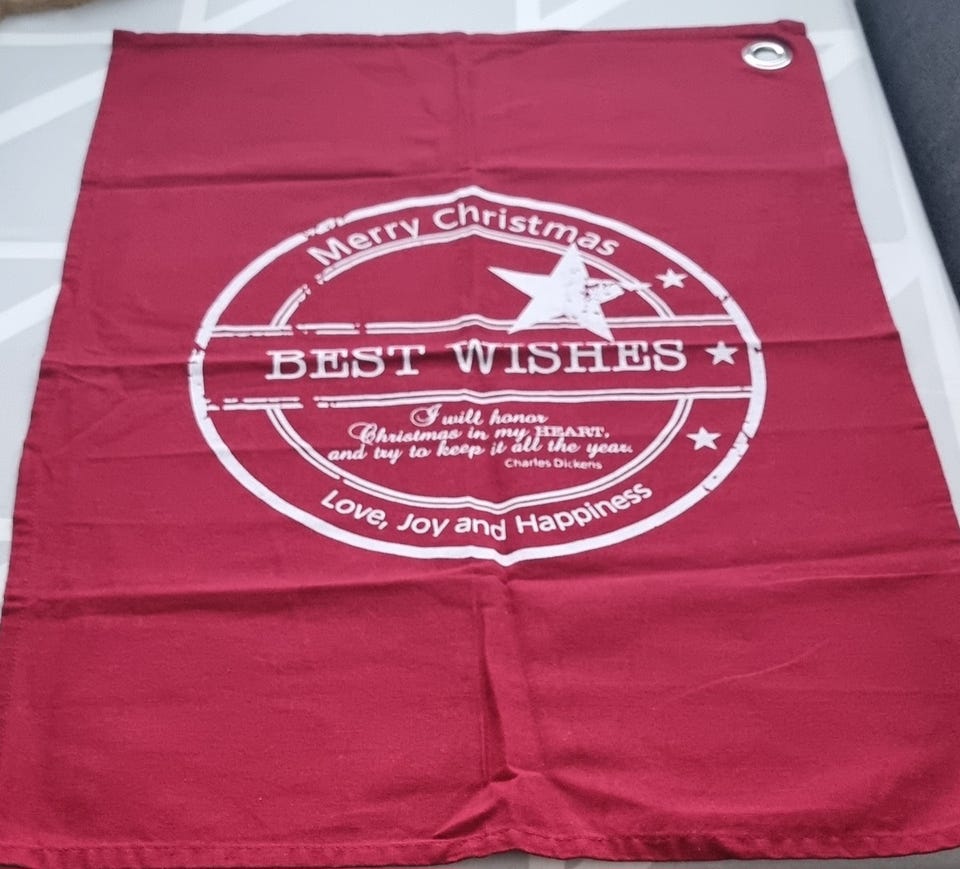 Merry Christmas
BEST WISHES
I will honor
Christmas in my HEART,
and try to keep it all the year.
Charles Dickens
Love, Joy and Happiness